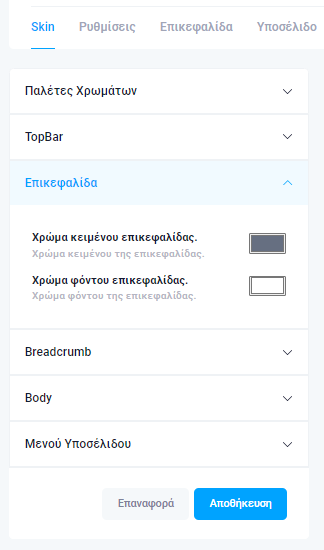 Skin Ρυθμίσεις Επικεφαλίδα Υποσέλιδο
Παλέτες Χρωμάτων
TopBar
Επικεφαλίδα
Χρώμα κειμένου επικεφαλίδας.
Χρώμα κειμένου της επικεφαλίδας.
Χρώμα φόντου επικεφαλίδας.
Χρώμα φόντου της επικεφαλίδας.
Breadcrumb
Body
Μενού Υποσέλιδου
Επαναφορά Αποθήκευση